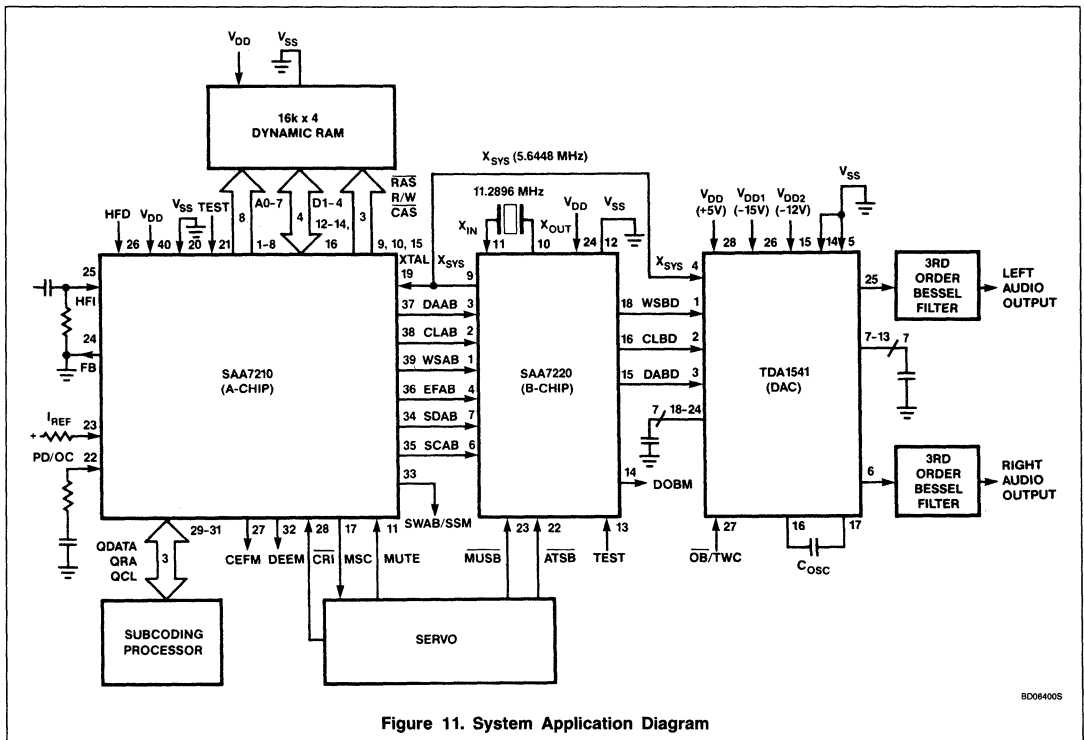 VDD
VSS
16k x 4
DYNAMIC RAM
XSYS (5.6448 MHz)
11.2896 MHz
RAS
R/W
CAS
A0–7
D1–4
8
4
3
12–14,
HFD
VDD
VSS
TEST
26
40
20
21
1–8
16
9, 10, 15
XTAL
19
XSYS
9
XIN
11
XOUT
10
VDD
24
VSS
12
VDD
(+5V)
VDD1
(–15V)
VDD2
(–12V)
VSS
28
26
15
14
5
XSYS 4
25
HFI
24
FB
IREF
+
23
PD/OC
22
SAA7210
(A-CHIP)
37 DAAB 3
38 CLAB 2
39 WSAB 1
36 EFAB 4
34 SDAB 7
35 SCAB 6
33
SWAB/SSM
SAA7220
(B-CHIP)
18 WSBD 1
16 CLBD 2
15 DABD 3
7 18–24
14
DOBM
TDA1541
(DAC)
25
3RD
ORDER
BESSEL
FILTER
LEFT
AUDIO
OUTPUT
7–13 7
6
3RD
ORDER
BESSEL
FILTER
RIGHT
AUDIO
OUTPUT
29–31
QDATA
QRA
QCL
3
27
CEFM
32
DEEM
28
CRI
17
MSC
11
MUTE
23
MUSB
22
ATSB
13
TEST
27
OB/TWC
16
17
COSC
SUBCODING
PROCESSOR
SERVO
BD06400S
Figure 11. System Application Diagram